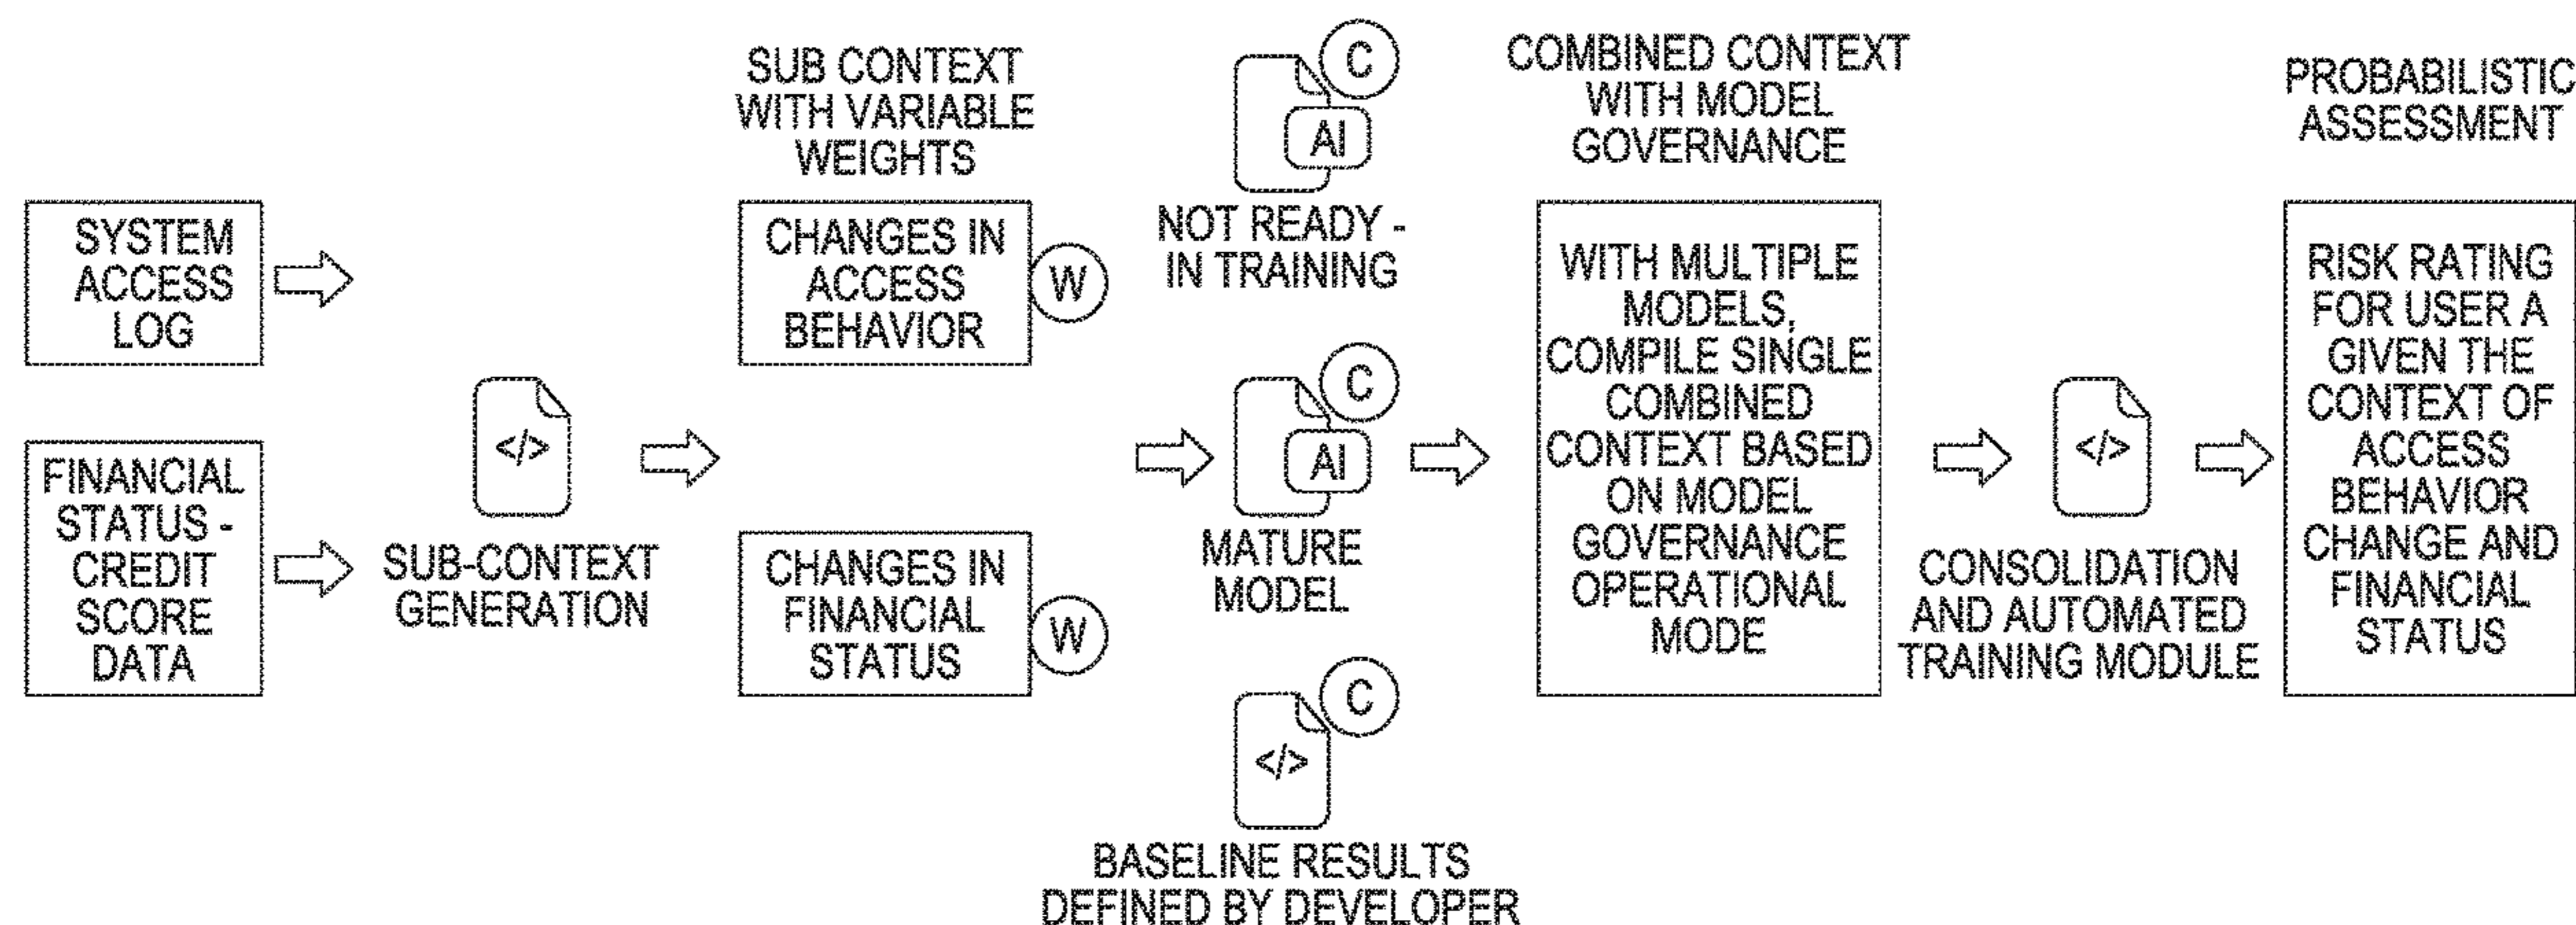 SYSTEM
ACCESS
LOG
FINANCIAL
STATUS -
CREDIT
SCORE
DATA
</>
SUB-CONTEXT
GENERATION
SUB CONTEXT
WITH VARIABLE
WEIGHTS
CHANGES IN
ACCESS
BEHAVIOR
W
CHANGES IN
FINANCIAL
STATUS
W
C
AI
NOT READY -
IN TRAINING
C
AI
MATURE
MODEL
C
</>
BASELINE RESULTS
DEFINED BY DEVELOPER
COMBINED CONTEXT
WITH MODEL
GOVERNANCE
WITH MULTIPLE
MODELS,
COMPILE SINGLE
COMBINED
CONTEXT BASED
ON MODEL
GOVERNANCE
OPERATIONAL
MODE
</>
CONSOLIDATION
AND AUTOMATED
TRAINING MODULE
PROBABILISTIC
ASSESSMENT
RISK RATING
FOR USER A
GIVEN THE
CONTEXT OF
ACCESS
BEHAVIOR
CHANGE AND
FINANCIAL
STATUS